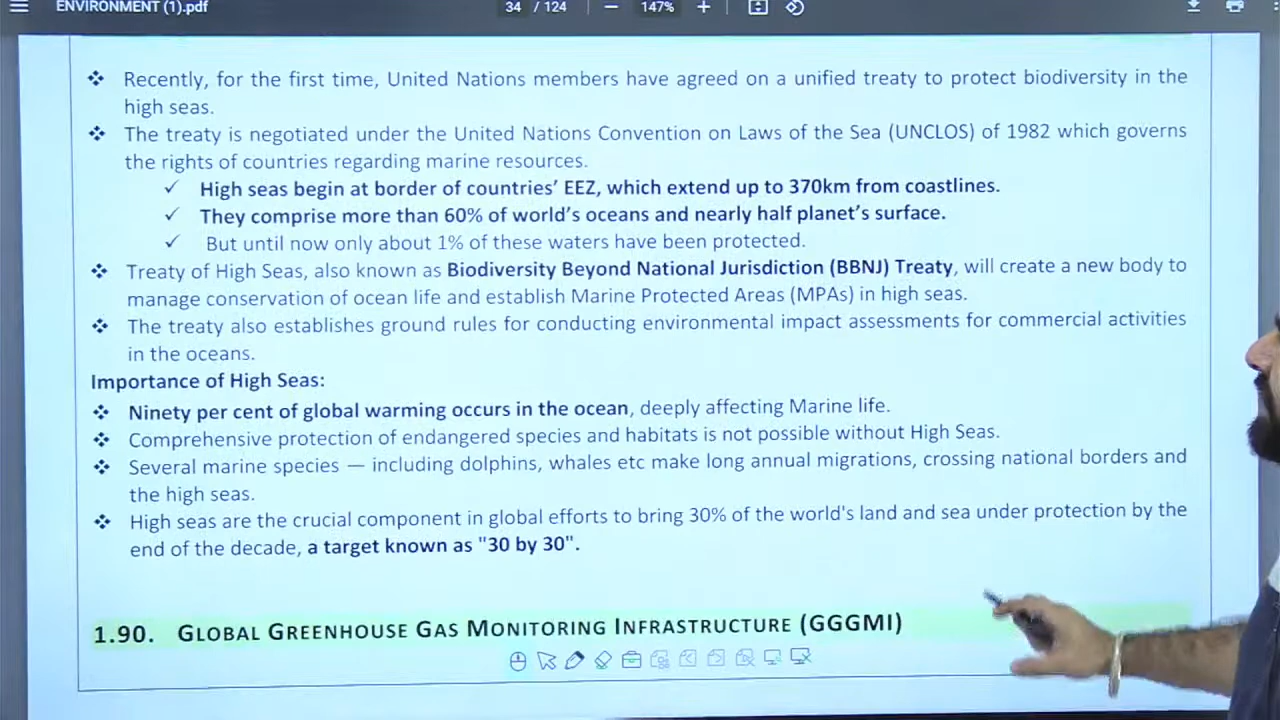 ENVIRONMENT (1).pdf
34 / 124
147%
❖ Recently, for the first time, United Nations members have agreed on a unified treaty to protect biodiversity in the
high seas.
❖ The treaty is negotiated under the United Nations Convention on Laws of the Sea (UNCLOS) of 1982 which governs
the rights of countries regarding marine resources.
✓ High seas begin at border of countries’ EEZ, which extend up to 370km from coastlines.
✓ They comprise more than 60% of world’s oceans and nearly half planet’s surface.
✓ But until now only about 1% of these waters have been protected.
❖ Treaty of High Seas, also known as Biodiversity Beyond National Jurisdiction (BBNJ) Treaty, will create a new body to
manage conservation of ocean life and establish Marine Protected Areas (MPAs) in high seas.
❖ The treaty also establishes ground rules for conducting environmental impact assessments for commercial activities
in the oceans.
Importance of High Seas:
❖ Ninety per cent of global warming occurs in the ocean, deeply affecting Marine life.
❖ Comprehensive protection of endangered species and habitats is not possible without High Seas.
❖ Several marine species — including dolphins, whales etc make long annual migrations, crossing national borders and
the high seas.
❖ High seas are the crucial component in global efforts to bring 30% of the world's land and sea under protection by the
end of the decade, a target known as "30 by 30".
1.90. GLOBAL GREENHOUSE GAS MONITORING INFRASTRUCTURE (GGGMI)